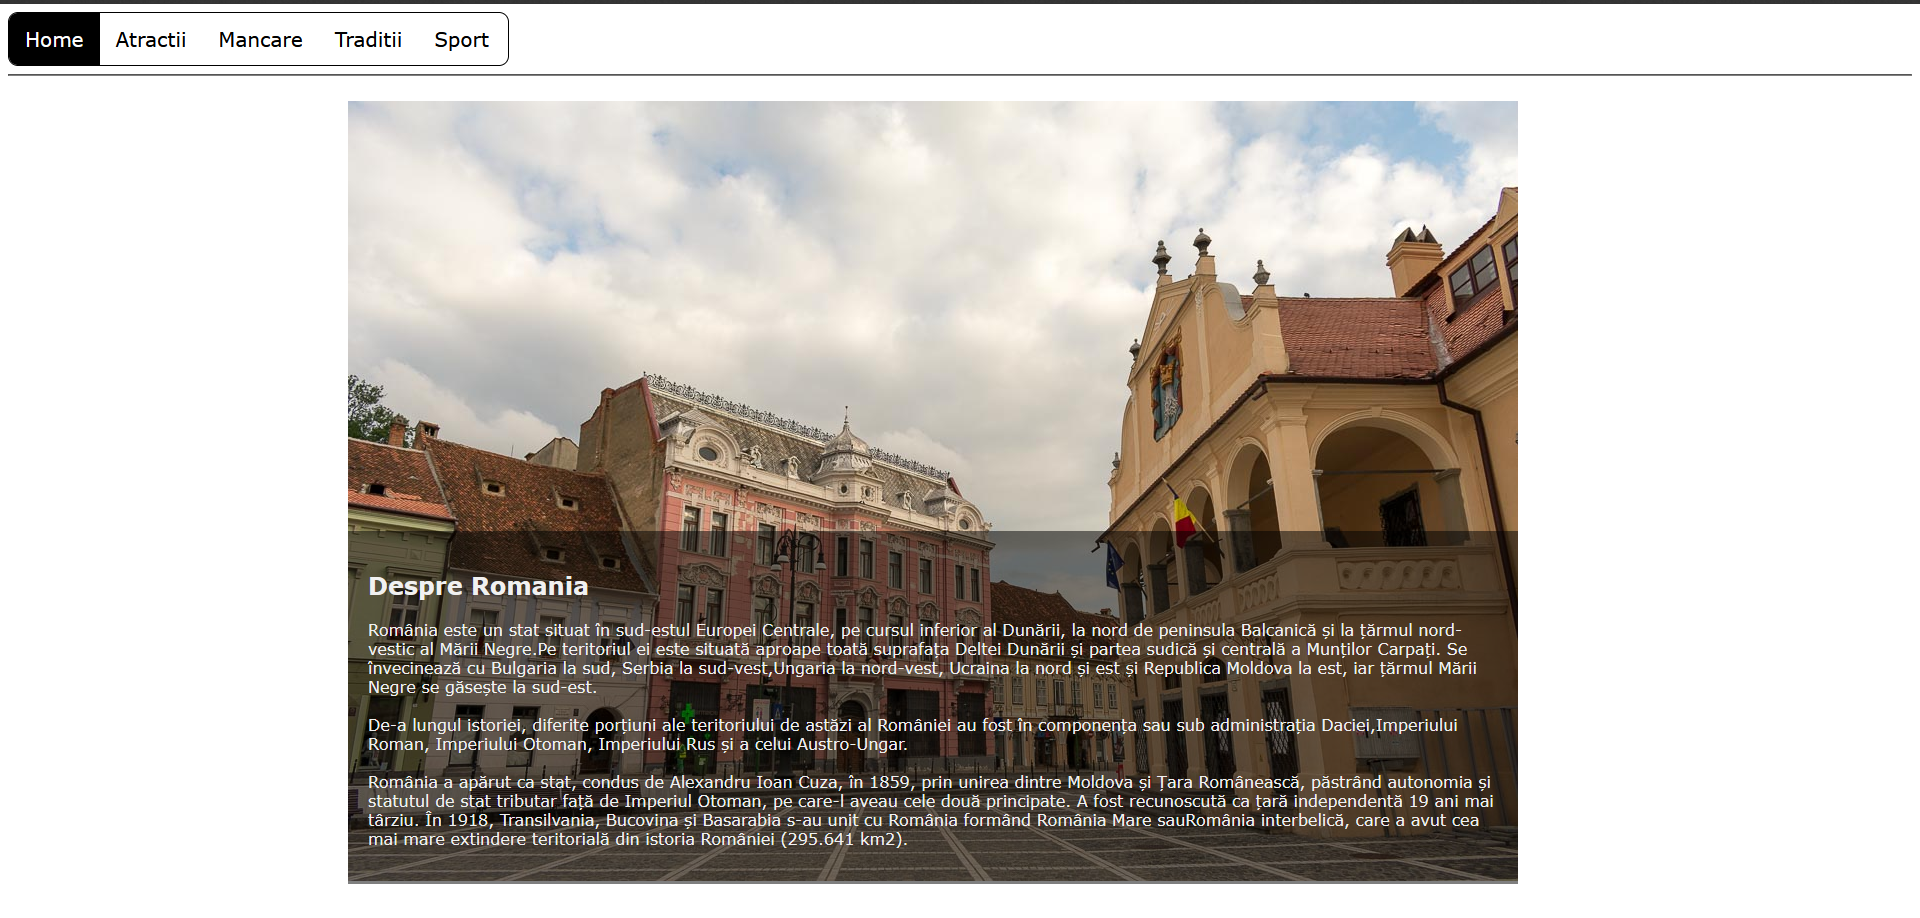 Home Atractii Mancare Traditii Sport
Despre Romania
România este un stat situat în sud-estul Europei Centrale, pe cursul inferior al Dunării, la nord de peninsula Balcanică și la țărmul nord-
vestic al Mării Negre.Pe teritoriul ei este situată aproape toată suprafața Deltei Dunării și partea sudică și centrală a Munților Carpați. Se
învecinează cu Bulgaria la sud, Serbia la sud-vest,Ungaria la nord-vest, Ucraina la nord și est și Republica Moldova la est, iar țărmul Mării
Negre se găsește la sud-est.
De-a lungul istoriei, diferite porțiuni ale teritoriului de astăzi al României au fost în componența sau sub administrația Daciei,Imperiului
Roman, Imperiului Otoman, Imperiului Rus și a celui Austro-Ungar.
România a apărut ca stat, condus de Alexandru Ioan Cuza, în 1859, prin unirea dintre Moldova și Țara Românească, păstrând autonomia și
statutul de stat tributar față de Imperiul Otoman, pe care-l aveau cele două principate. A fost recunoscută ca țară independentă 19 ani mai
târziu. În 1918, Transilvania, Bucovina și Basarabia s-au unit cu România formând România Mare sauRomânia interbelică, care a avut cea
mai mare extindere teritorială din istoria României (295.641 km2).